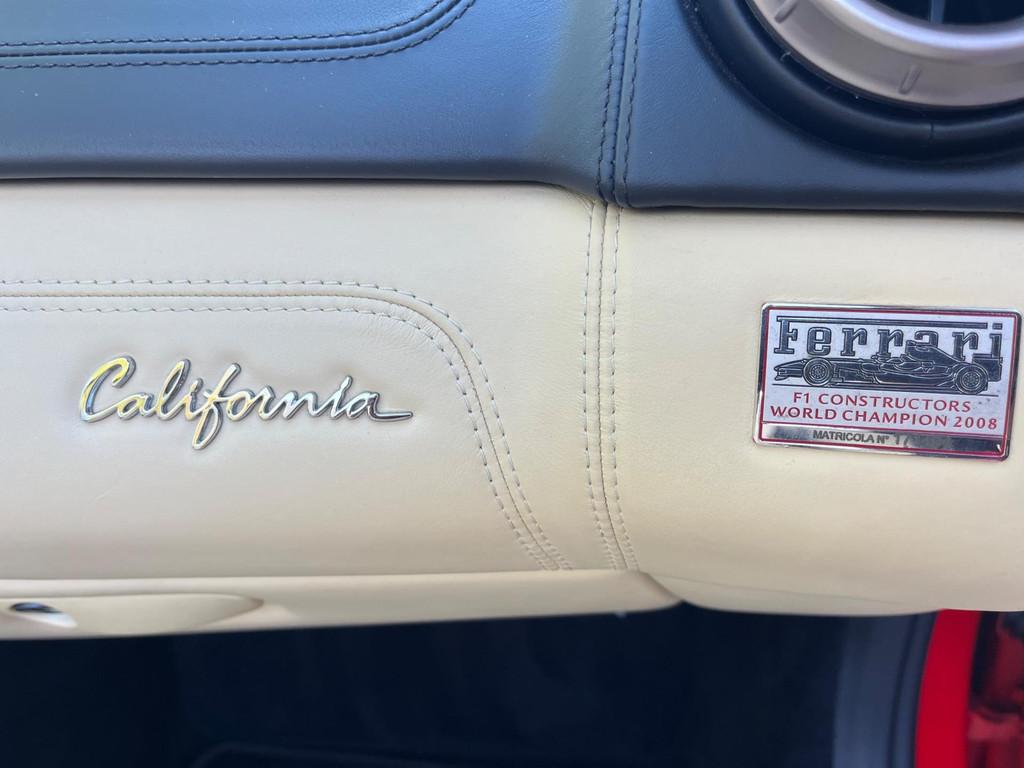 California
Ferrari
F1 CONSTRUCTORS
WORLD CHAMPION 2008
MATRICOLA N°